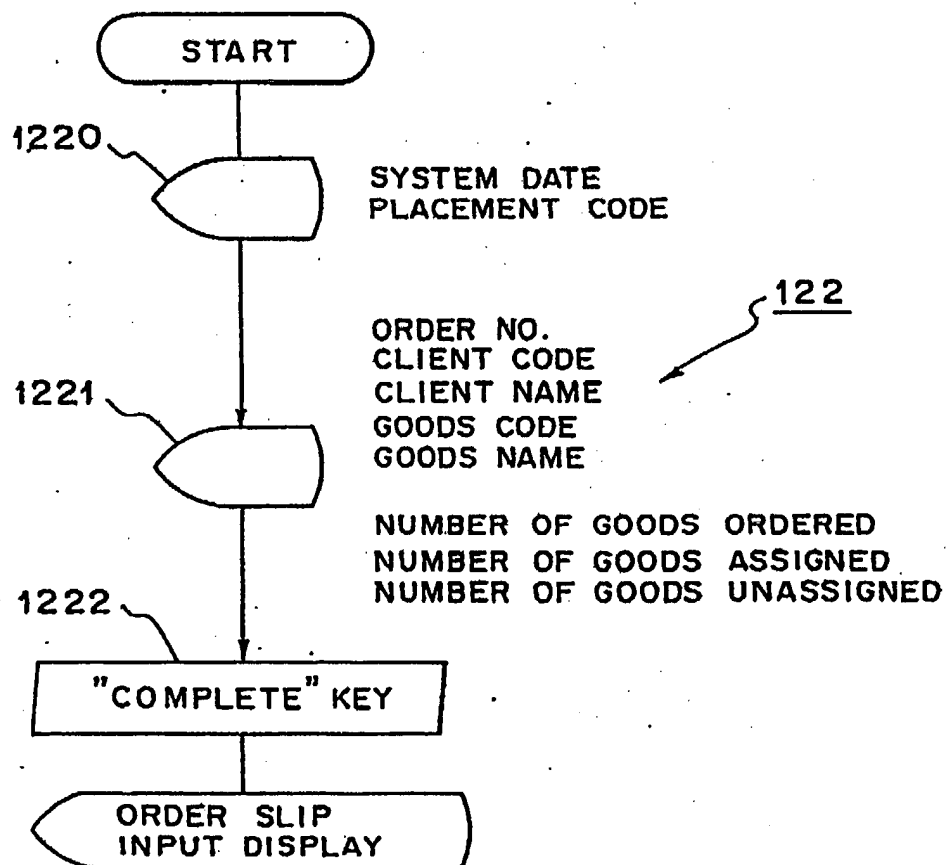 START
1220
SYSTEM DATE
PLACEMENT CODE
122
ORDER NO.
CLIENT CODE
CLIENT NAME
GOODS CODE
GOODS NAME
1221
NUMBER OF GOODS ORDERED
NUMBER OF GOODS ASSIGNED
NUMBER OF GOODS UNASSIGNED
1222
"COMPLETE" KEY
ORDER SLIP
INPUT DISPLAY